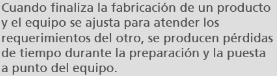 Cuando finaliza la fabricación de un producto
y el equipo se ajusta para atender los
requerimientos del otro, se producen pérdidas
de tiempo durante la preparación y la puesta
a punto del equipo.